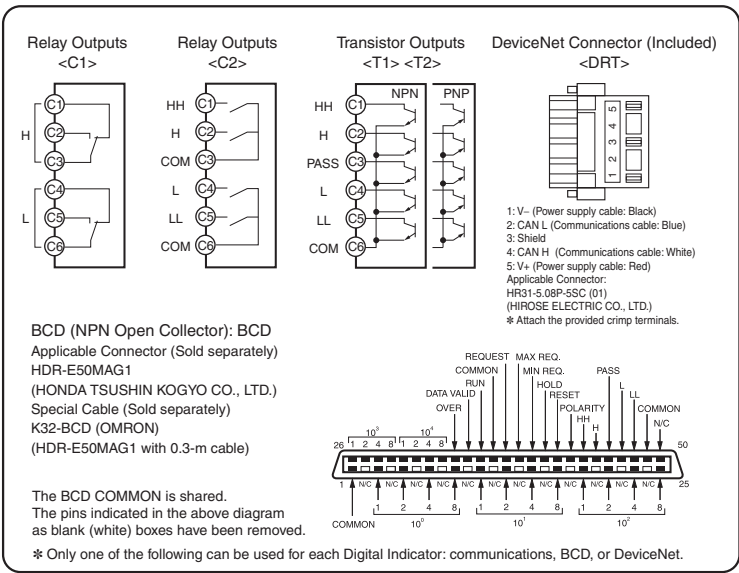 Relay Outputs
<C1>
C1
C2
C3
C4
C5
C6
H
L
Relay Outputs
<C2>
HH C1
H C2
COM C3
L C4
LL C5
COM C6
Transistor Outputs
<T1> <T2>
NPN PNP
HH C1
H C2
PASS C3
L C4
LL C5
COM C6
DeviceNet Connector (Included)
<DRT>
1 2 3 4 5
1: V– (Power supply cable: Black)
2: CAN L (Communications cable: Blue)
3: Shield
4: CAN H (Communications cable: White)
5: V+ (Power supply cable: Red)
Applicable Connector:
HR31-5.08P-5SC (01)
(HIROSE ELECTRIC CO., LTD.)
✽ Attach the provided crimp terminals.
BCD (NPN Open Collector): BCD
Applicable Connector (Sold separately)
HDR-E50MAG1
(HONDA TSUSHIN KOGYO CO., LTD.)
Special Cable (Sold separately)
K32-BCD (OMRON)
(HDR-E50MAG1 with 0.3-m cable)
The BCD COMMON is shared.
The pins indicated in the above diagram
as blank (white) boxes have been removed.
REQUEST MAX REQ.
COMMON MIN REQ. PASS
RUN HOLD L
DATA VALID RESET LL
OVER POLARITY COMMON
HH
H
N/C
10³ 10⁴
26 1 2 4 8 1 2 4 8 50
1 N/C N/C N/C N/C N/C N/C N/C N/C N/C N/C N/C N/C 25
COMMON
1 2 4 8 1 2 4 8 1 2 4 8
10⁰ 10¹ 10²
✽ Only one of the following can be used for each Digital Indicator: communications, BCD, or DeviceNet.